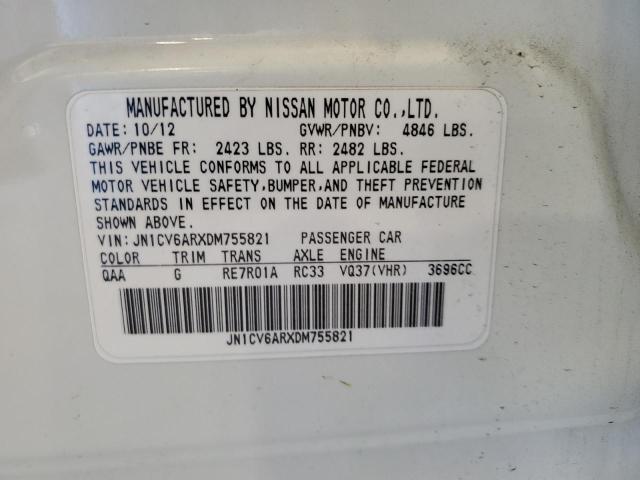 MANUFACTURED BY NISSAN MOTOR CO.,LTD.
DATE: 10/12 GVWR/PNBV: 4846 LBS.
GAWR/PNBE FR: 2423 LBS. RR: 2482 LBS.
THIS VEHICLE CONFORMS TO ALL APPLICABLE FEDERAL
MOTOR VEHICLE SAFETY,BUMPER,AND THEFT PREVENTION
STANDARDS IN EFFECT ON THE DATE OF MANUFACTURE
SHOWN ABOVE.
VIN: JN1CV6ARXDM755821 PASSENGER CAR
COLOR TRIM TRANS AXLE ENGINE
QAA G RE7R01A RC33 VQ37(VHR) 3696CC
JN1CV6ARXDM755821